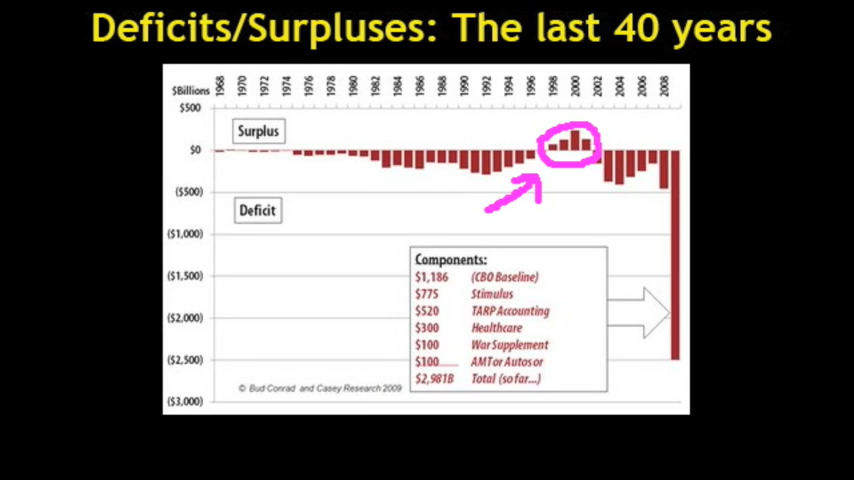 Deficits/Surpluses: The last 40 years
1968 1970 1972 1974 1976 1978 1980 1982 1984 1986 1988 1990 1992 1994 1996 1998 2000 2002 2004 2006 2008
$Billions
$500
Surplus
$0
($500)
Deficit
($1,000)
($1,500)
($2,000)
($2,500)
($3,000)
Components:
$1,186 (CBO Baseline)
$775 Stimulus
$520 TARP Accounting
$300 Healthcare
$100 War Supplement
$100 AMT or Autos or
$2,981B Total (so far...)
© Bud Conrad and Casey Research 2009